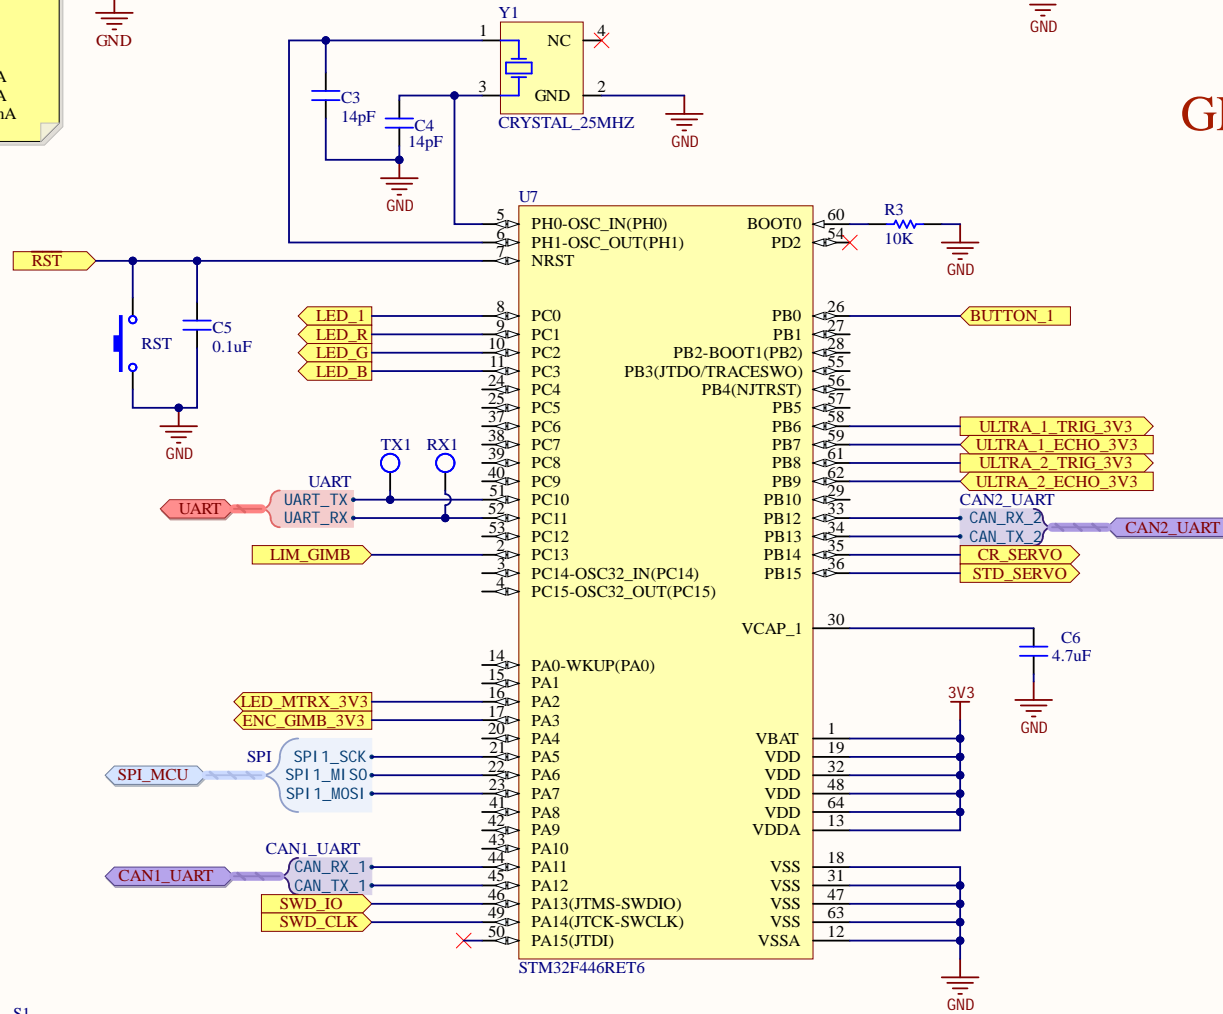 GND
GND
A
A
nA
Y1
1
NC
4
3
GND
2
C3
14pF
C4
14pF
CRYSTAL_25MHZ
GND
GND
U7
5 PH0-OSC_IN(PH0)
6 PH1-OSC_OUT(PH1)
7 NRST
BOOT0 60
PD2 54
R3
10K
GND
RST
RST
C5
0.1uF
GND
LED_1 8 PC0
LED_R 9 PC1
LED_G 10 PC2
LED_B 11 PC3
24 PC4
25 PC5
37 PC6
38 PC7
39 PC8
40 PC9
TX1 RX1
UART
UART
UART_TX 51 PC10
UART_RX 52 PC11
53 PC12
LIM_GIMB 2 PC13
3 PC14-OSC32_IN(PC14)
4 PC15-OSC32_OUT(PC15)
PB0 26 BUTTON_1
PB1 27
PB2-BOOT1(PB2) 28
PB3(JTDO/TRACESWO) 55
PB4(NJTRST) 56
PB5 57
PB6 58 ULTRA_1_TRIG_3V3
PB7 59 ULTRA_1_ECHO_3V3
PB8 61 ULTRA_2_TRIG_3V3
PB9 62 ULTRA_2_ECHO_3V3
PB10 29
CAN2_UART
PB12 33 CAN_RX_2
PB13 34 CAN_TX_2
CAN2_UART
PB14 35 CR_SERVO
PB15 36 STD_SERVO
VCAP_1 30
C6
4.7uF
GND
14 PA0-WKUP(PA0)
15 PA1
LED_MTRX_3V3 16 PA2
ENC_GIMB_3V3 17 PA3
20 PA4
SPI
SPI_MCU
SPI1_SCK 21 PA5
SPI1_MISO 22 PA6
SPI1_MOSI 23 PA7
41 PA8
42 PA9
43 PA10
CAN1_UART
CAN1_UART
CAN_RX_1 44 PA11
CAN_TX_1 45 PA12
SWD_IO 46 PA13(JTMS-SWDIO)
SWD_CLK 49 PA14(JTCK-SWCLK)
50 PA15(JTDI)
3V3
VBAT 1
VDD 19
VDD 32
VDD 48
VDD 64
VDDA 13
VSS 18
VSS 31
VSS 47
VSS 63
VSSA 12
GND
STM32F446RET6